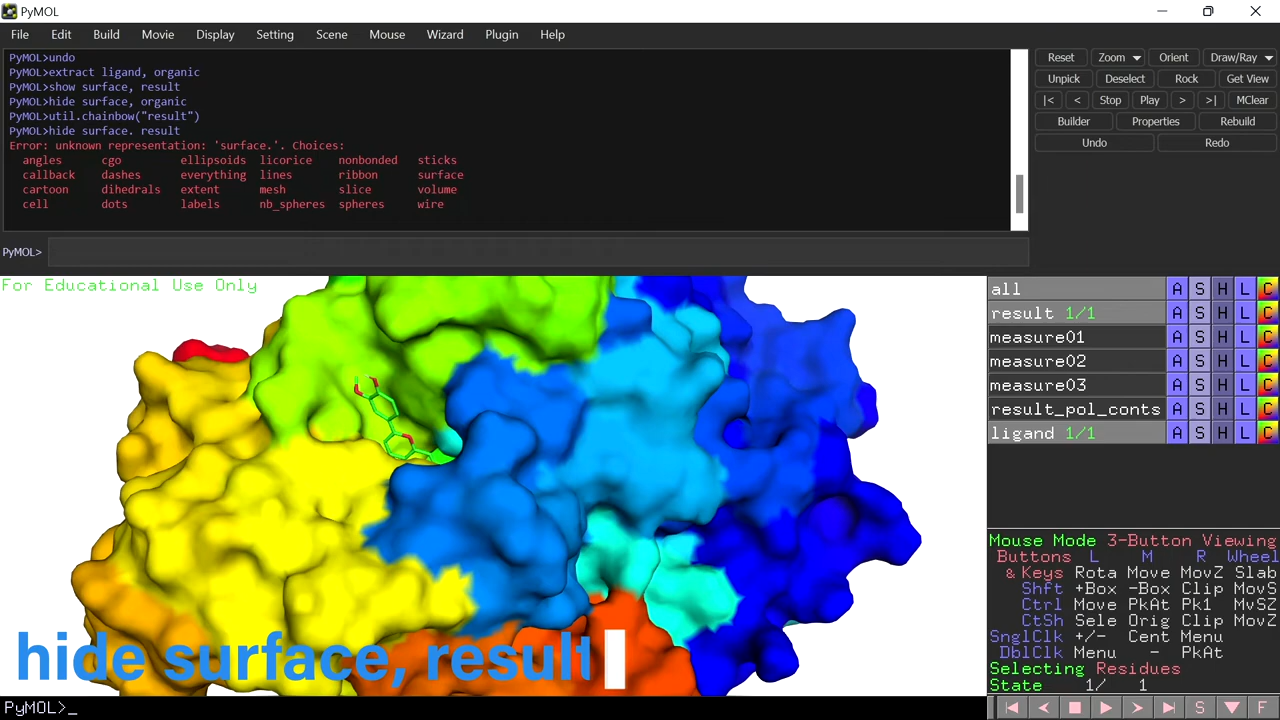 PyMOL
File Edit Build Movie Display Setting Scene Mouse Wizard Plugin Help
PyMOL>undo
PyMOL>extract ligand, organic
PyMOL>show surface, result
PyMOL>hide surface, organic
PyMOL>util.chainbow("result")
PyMOL>hide surface. result
Error: unknown representation: 'surface.'. Choices:
angles cgo ellipsoids licorice nonbonded sticks
callback dashes everything lines ribbon surface
cartoon dihedrals extent mesh slice volume
cell dots labels nb_spheres spheres wire
PyMOL>
Reset Zoom Orient Draw/Ray
Unpick Deselect Rock Get View
|< < Stop Play > >| MClear
Builder Properties Rebuild
Undo Redo
For Educational Use Only
all A S H L C
result 1/1 A S H L C
measure01 A S H L C
measure02 A S H L C
measure03 A S H L C
result_pol_conts A S H L C
ligand 1/1 A S H L C
Mouse Mode 3-Button Viewing
Buttons L M R Wheel
& Keys Rota Move MovZ Slab
Shft +Box -Box Clip MovS
Ctrl Move PkAt Pk1 MvSZ
CtSh Sele Orig Clip MovZ
SnglClk +/- Cent Menu
DblClk Menu - PkAt
Selecting Residues
State 1/ 1
hide surface, result
PyMOL>_
S F